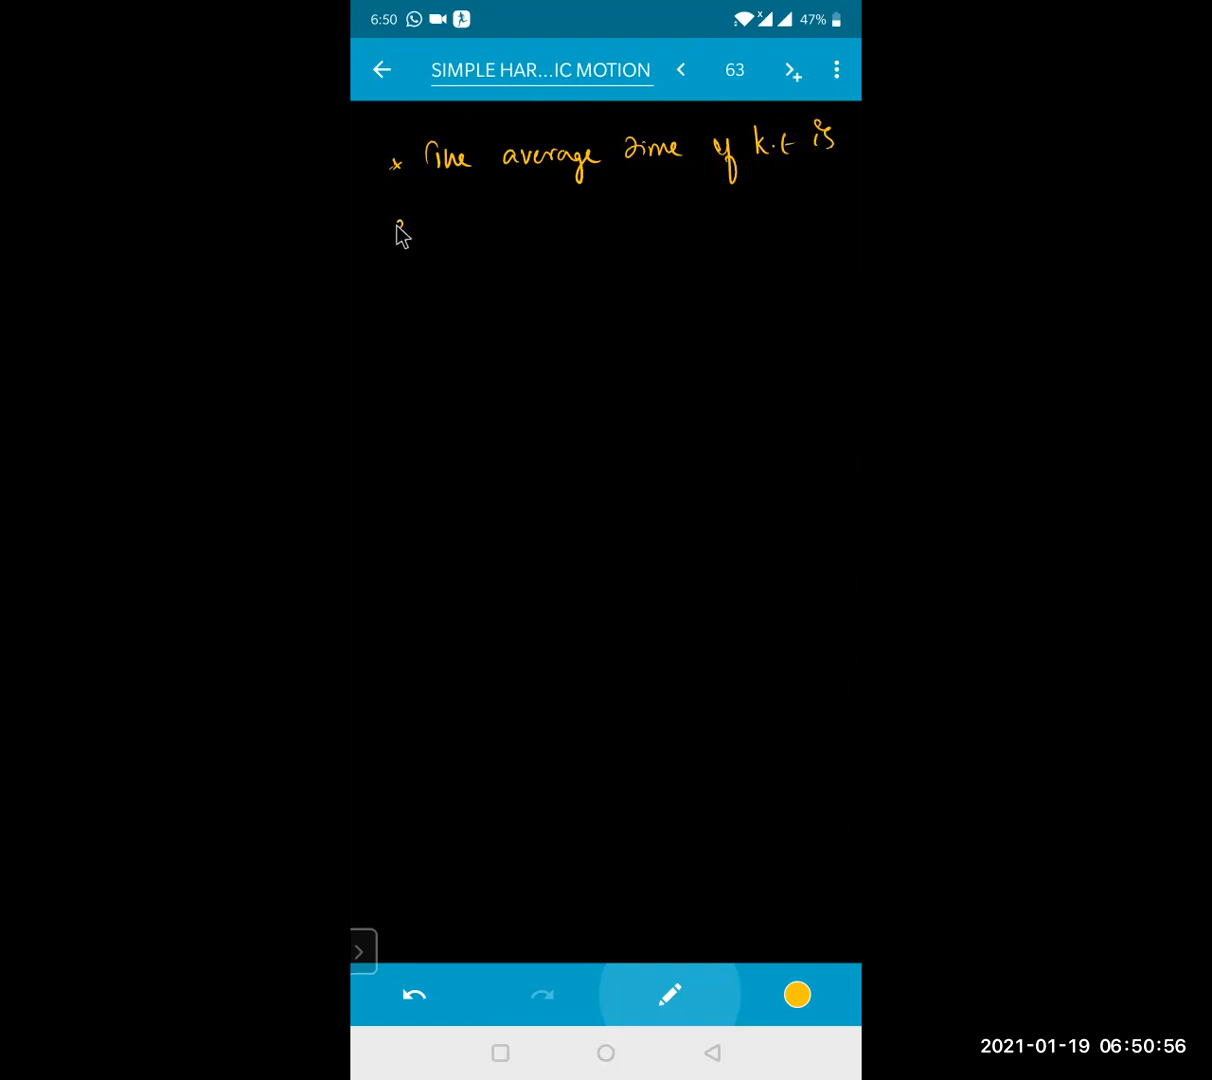 6:50 47%
SIMPLE HAR...IC MOTION 63
* The average time of k.E is
2021-01-19 06:50:56